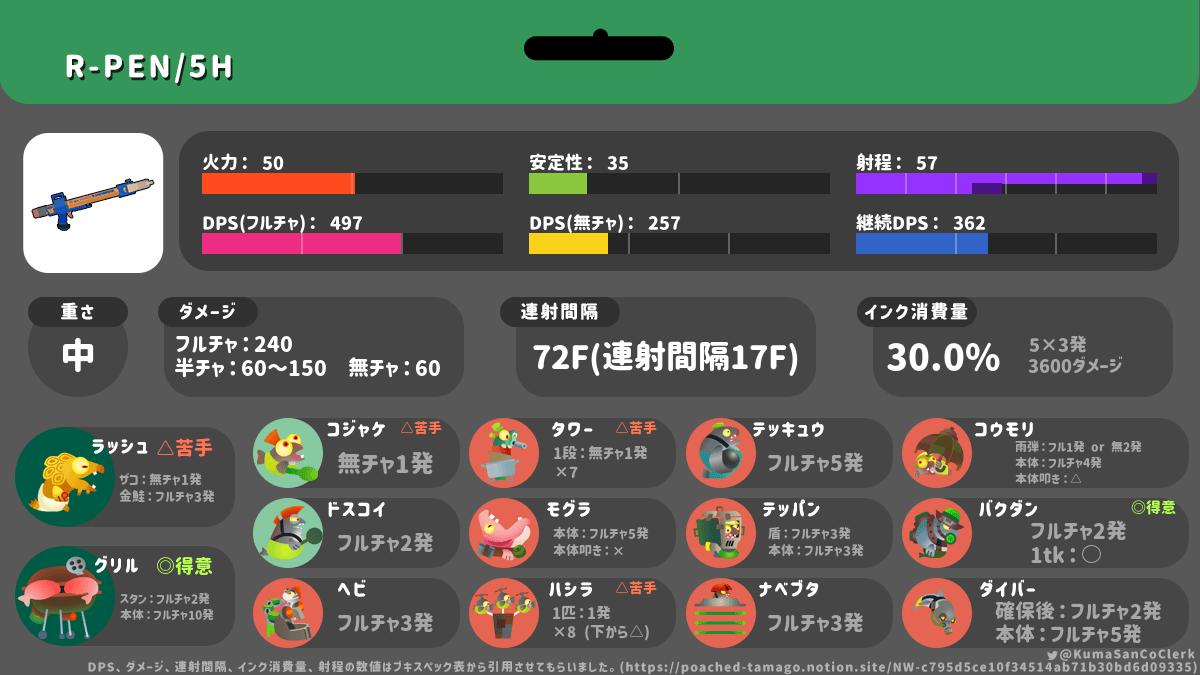 R-PEN/5H
火力： 50
安定性： 35
射程： 57
DPS(フルチャ)： 497
DPS(無チャ)： 257
継続DPS： 362
重さ
中
ダメージ
フルチャ：240
半チャ：60〜150 無チャ：60
連射間隔
72F(連射間隔17F)
インク消費量
30.0%
5×3発
3600ダメージ
ラッシュ △苦手
ザコ：無チャ1発
金鮭：フルチャ3発
グリル ◎得意
スタン：フルチャ2発
本体：フルチャ10発
コジャケ △苦手
無チャ1発
タワー △苦手
1段：無チャ1発
×7
テッキュウ
フルチャ5発
コウモリ
雨弾：フル1発 or 無2発
本体：フルチャ4発
本体叩き：△
ドスコイ
フルチャ2発
モグラ
本体：フルチャ5発
本体叩き：×
テッパン
盾：フルチャ3発
本体：フルチャ3発
バクダン ◎得意
フルチャ2発
1tk：○
ヘビ
フルチャ3発
ハシラ △苦手
1匹：1発
×8 (下から△)
ナベブタ
フルチャ3発
ダイバー
確保後：フルチャ2発
本体：フルチャ5発
@KumaSanCoClerk
DPS、ダメージ、連射間隔、インク消費量、射程の数値はブキスペック表から引用させてもらいました。(https://poached-tamago.notion.site/NW-c795d5ce10f34514ab71b30bd6d09335)